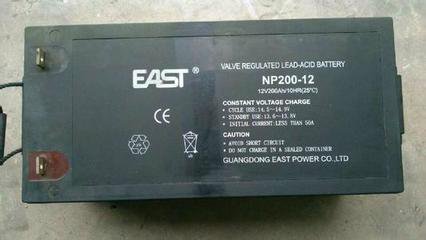 EAST®
VALVE REGULATED LEAD-ACID BATTERY
NP200-12
12V200Ah/10HR(25°C)
CONSTANT VOLTAGE CHARGE
• CYCLE USE:14.5~14.9V
• STANDBY USE:13.6~13.8V
• INITIAL CURRENT:LESS THAN 50A
CAUTION:
• AVOID SHORT CIRCUIT
• DO NOT CHARGE IN A SEALED CONTAINER
GUANGDONG EAST POWER CO.,LTD